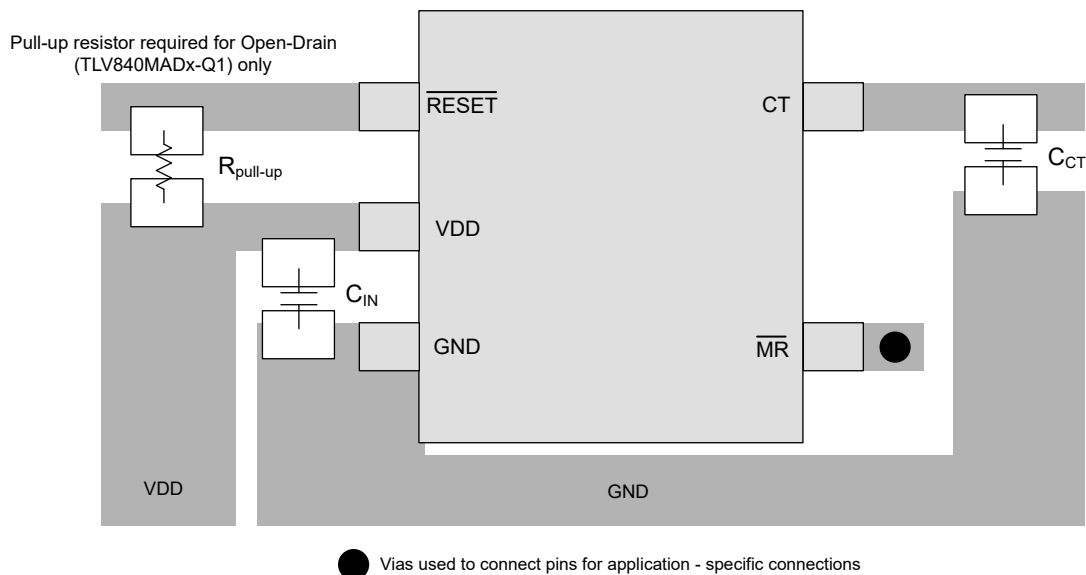 Pull-up resistor required for Open-Drain
(TLV840MADx-Q1) only
RESET
CT
Rpull-up
CCT
VDD
CIN
GND
MR
VDD
GND
Vias used to connect pins for application - specific connections